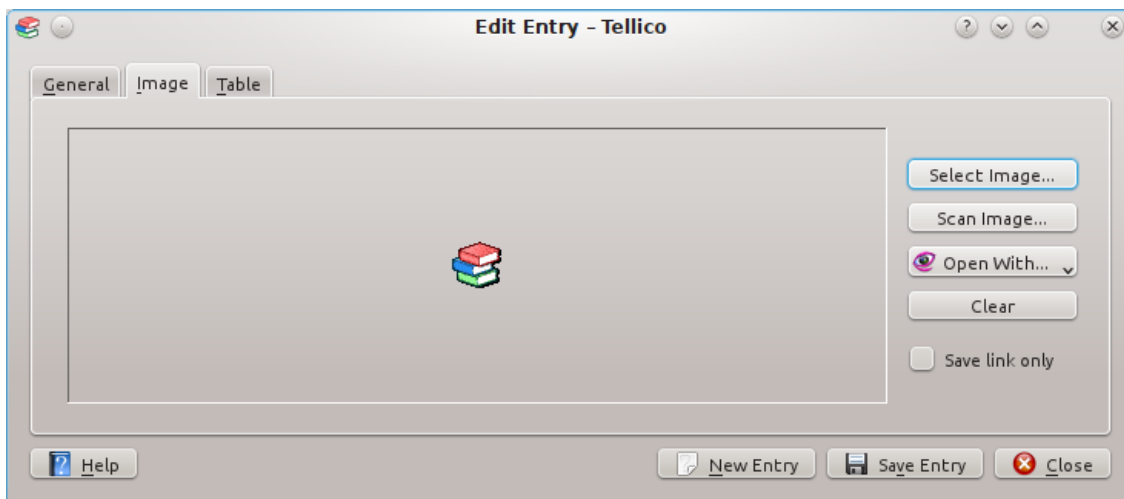 Edit Entry – Tellico
General Image Table
Select Image...
Scan Image...
Open With...
Clear
Save link only
Help New Entry Save Entry Close